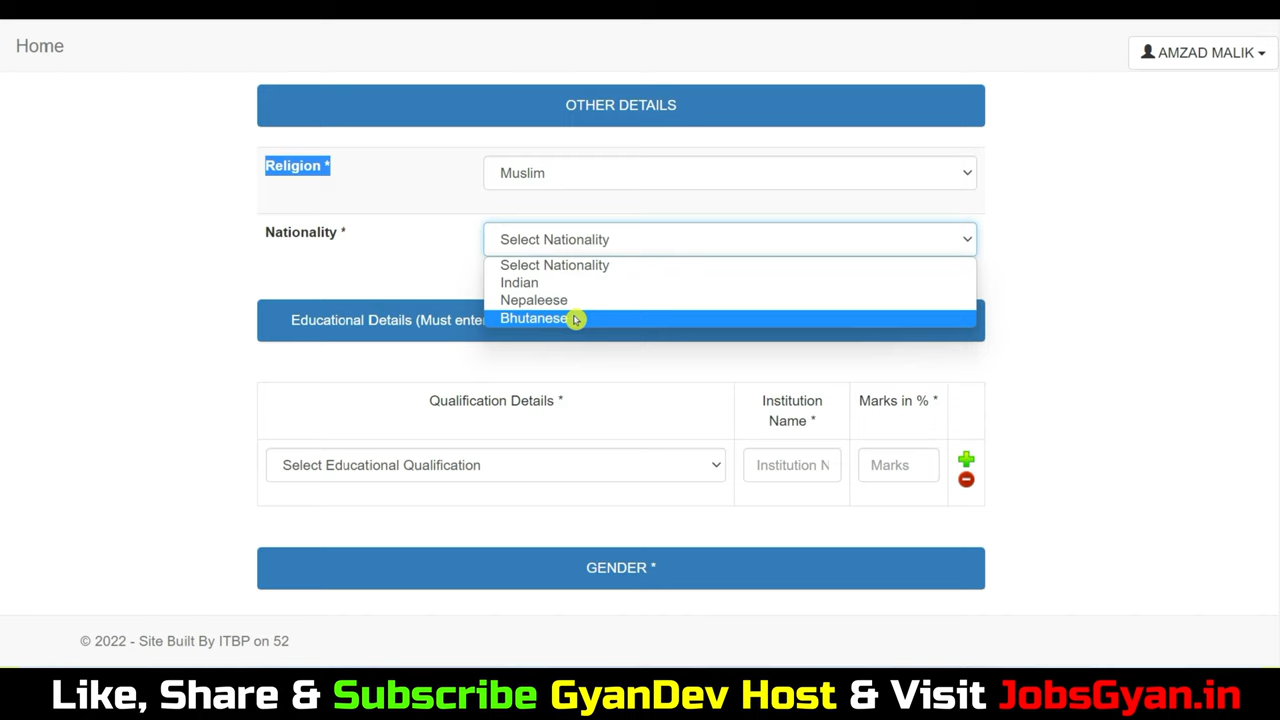 Home
AMZAD MALIK
OTHER DETAILS
Religion *
Muslim
Nationality *
Select Nationality
Select Nationality
Indian
Nepaleese
Bhutanese
Educational Details (Must ente
Qualification Details *
Institution Name *
Marks in % *
Select Educational Qualification
Institution N
Marks
GENDER *
© 2022 - Site Built By ITBP on 52
Like, Share & Subscribe GyanDev Host & Visit JobsGyan.in